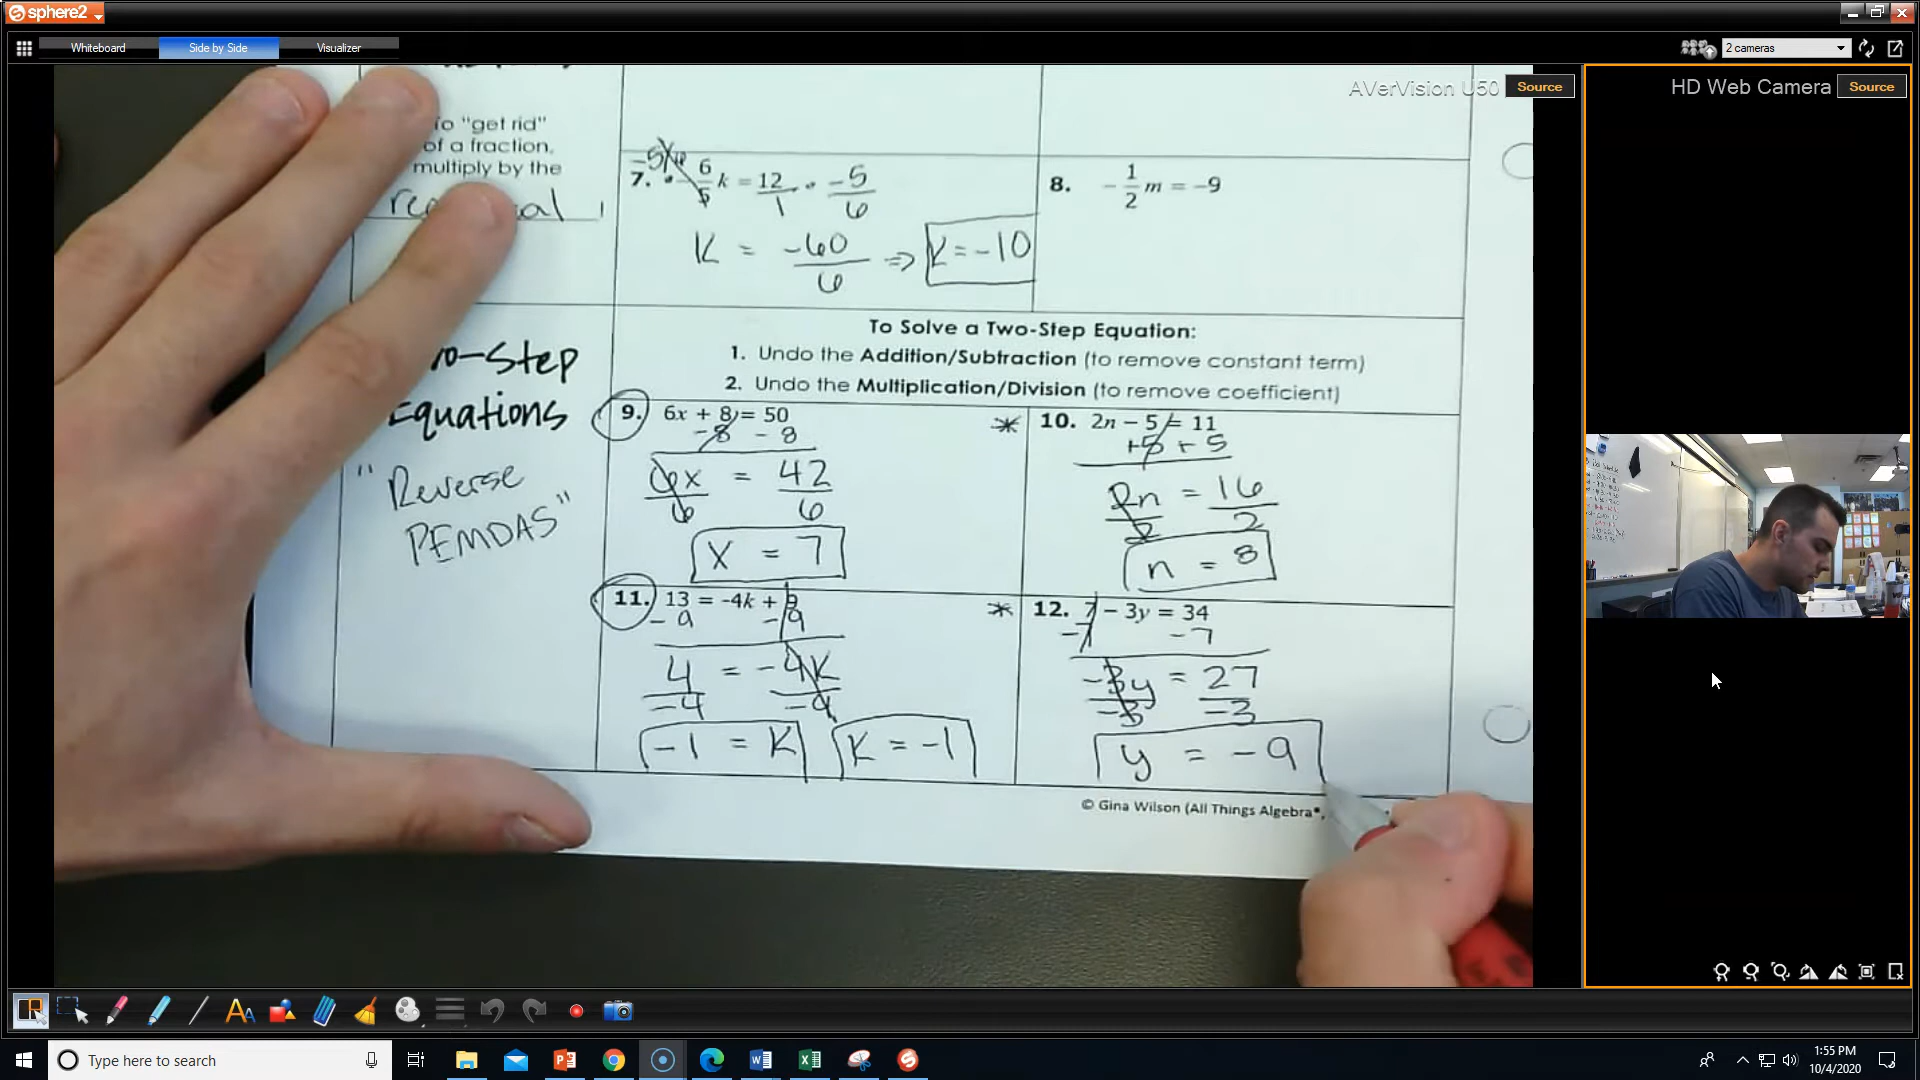 sphere2
Whiteboard
Side by Side
Visualizer
2 cameras
AVerVision U50
Source
HD Web Camera
Source
To "get rid"
of a fraction,
multiply by the
7. - 6/5 k = 12/1 · -5/6
K = -60/6 ⇒ K = -10
8. - 1/2 m = -9
To Solve a Two-Step Equation:
1. Undo the Addition/Subtraction (to remove constant term)
2. Undo the Multiplication/Division (to remove coefficient)
-Step
Equations
"Reverse
PEMDAS"
9. 6x + 8 = 50
-8 - 8
6x = 42
6 6
x = 7
* 10. 2n − 5 = 11
+5 + 5
2n = 16
2 2
n = 8
11. 13 = -4k + 9
-9 -9
4 = -4K
-4 -4
-1 = K K = -1
* 12. 7 − 3y = 34
-7 -7
-3y = 27
-3 -3
y = -9
© Gina Wilson (All Things Algebra®,
Type here to search
1:55 PM
10/4/2020